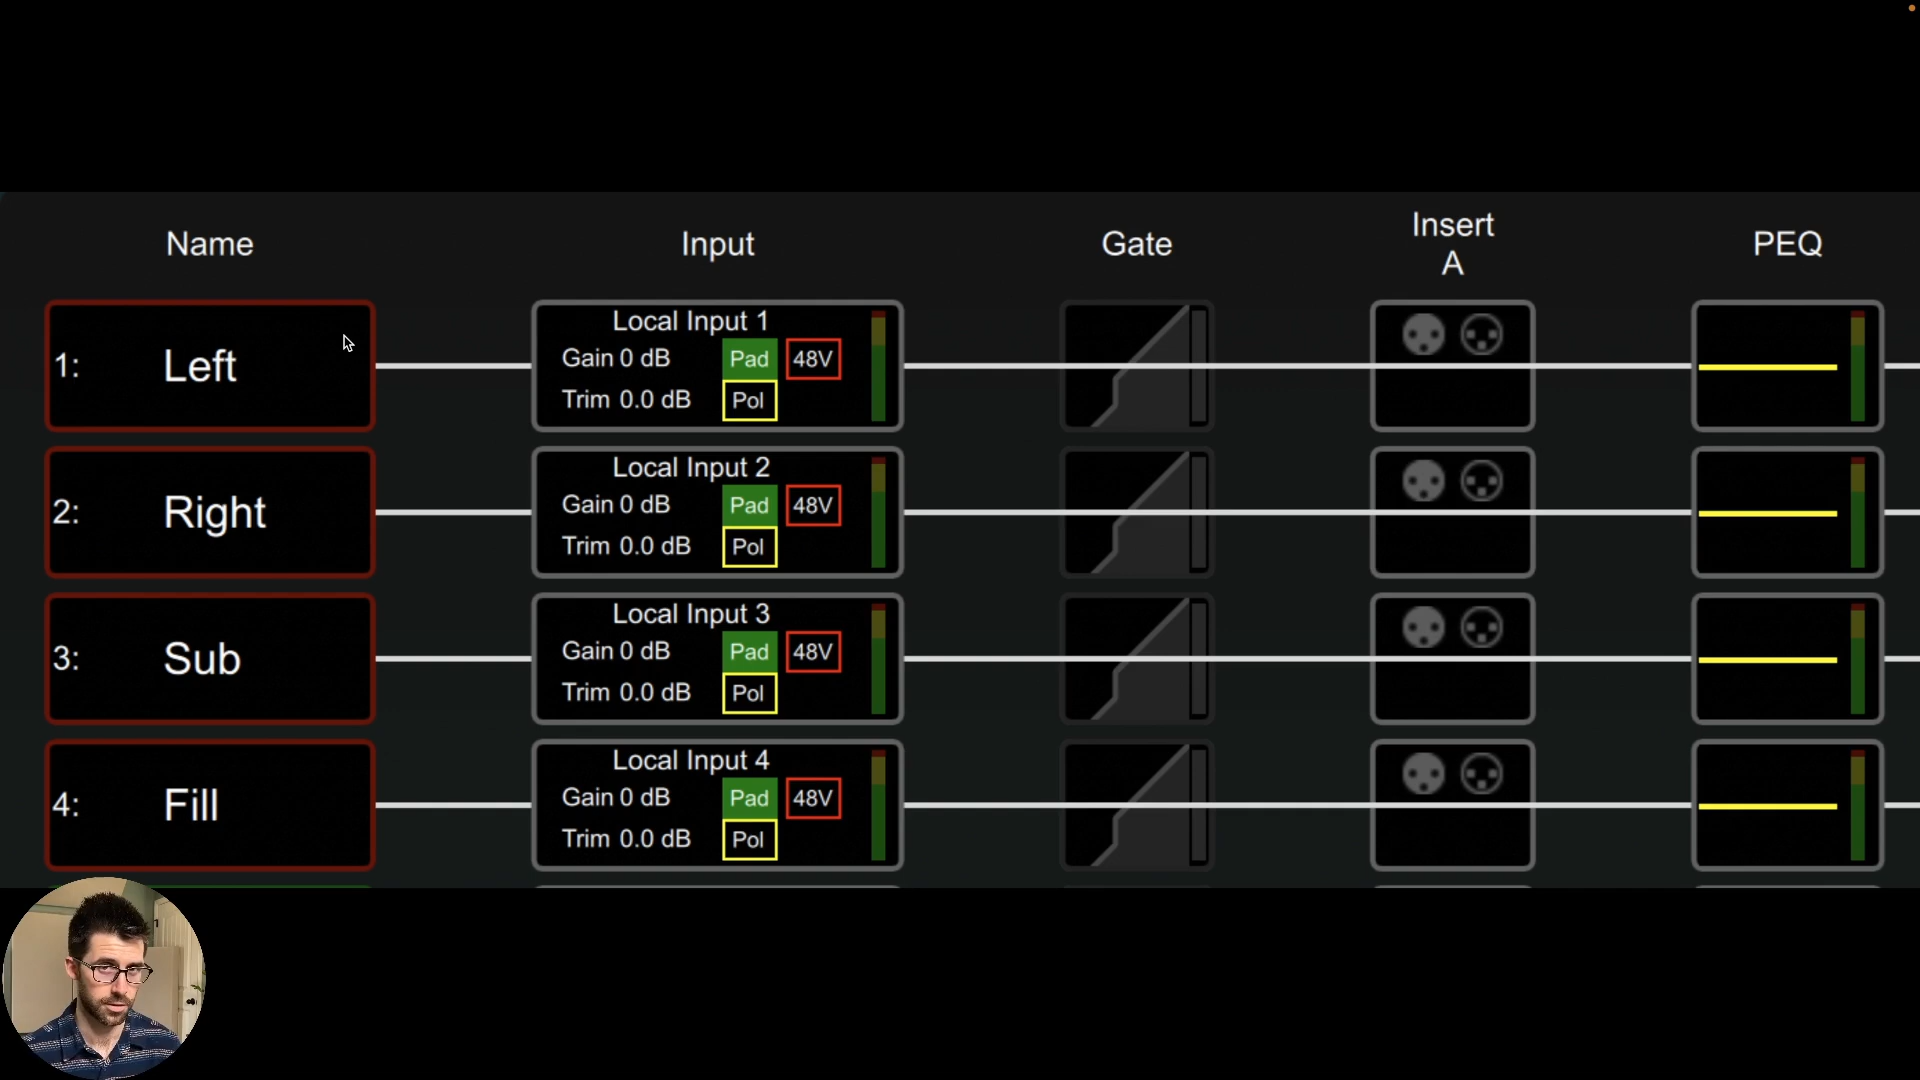 Name
Input
Gate
Insert
A
PEQ
1: Left
Local Input 1
Gain 0 dB Pad 48V
Trim 0.0 dB Pol
2: Right
Local Input 2
Gain 0 dB Pad 48V
Trim 0.0 dB Pol
3: Sub
Local Input 3
Gain 0 dB Pad 48V
Trim 0.0 dB Pol
4: Fill
Local Input 4
Gain 0 dB Pad 48V
Trim 0.0 dB Pol